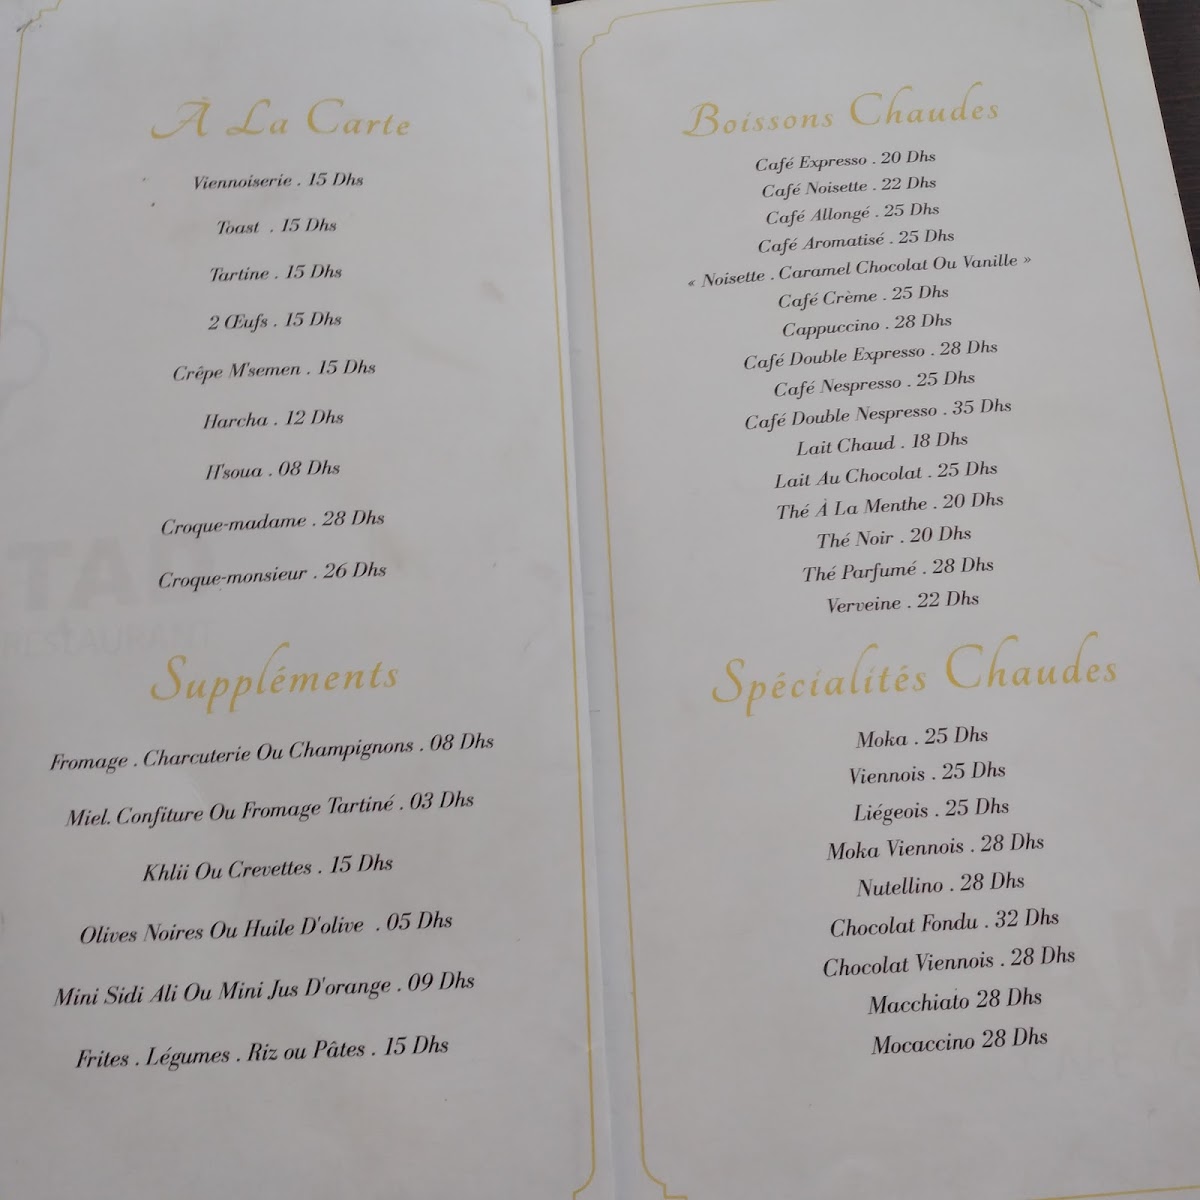 À La Carte
Viennoiserie . 15 Dhs
Toast . 15 Dhs
Tartine . 15 Dhs
2 Œufs . 15 Dhs
Crêpe M'semen . 15 Dhs
Harcha . 12 Dhs
H'soua . 08 Dhs
Croque-madame . 28 Dhs
Croque-monsieur . 26 Dhs
Suppléments
Fromage . Charcuterie Ou Champignons . 08 Dhs
Miel. Confiture Ou Fromage Tartiné . 03 Dhs
Khlii Ou Crevettes . 15 Dhs
Olives Noires Ou Huile D'olive . 05 Dhs
Mini Sidi Ali Ou Mini Jus D'orange . 09 Dhs
Frites . Légumes . Riz ou Pâtes . 15 Dhs
Boissons Chaudes
Café Expresso . 20 Dhs
Café Noisette . 22 Dhs
Café Allongé . 25 Dhs
Café Aromatisé . 25 Dhs
« Noisette . Caramel Chocolat Ou Vanille »
Café Crème . 25 Dhs
Cappuccino . 28 Dhs
Café Double Expresso . 28 Dhs
Café Nespresso . 25 Dhs
Café Double Nespresso . 35 Dhs
Lait Chaud . 18 Dhs
Lait Au Chocolat . 25 Dhs
Thé À La Menthe . 20 Dhs
Thé Noir . 20 Dhs
Thé Parfumé . 28 Dhs
Verveine . 22 Dhs
Spécialités Chaudes
Moka . 25 Dhs
Viennois . 25 Dhs
Liégeois . 25 Dhs
Moka Viennois . 28 Dhs
Nutellino . 28 Dhs
Chocolat Fondu . 32 Dhs
Chocolat Viennois . 28 Dhs
Macchiato 28 Dhs
Mocaccino 28 Dhs